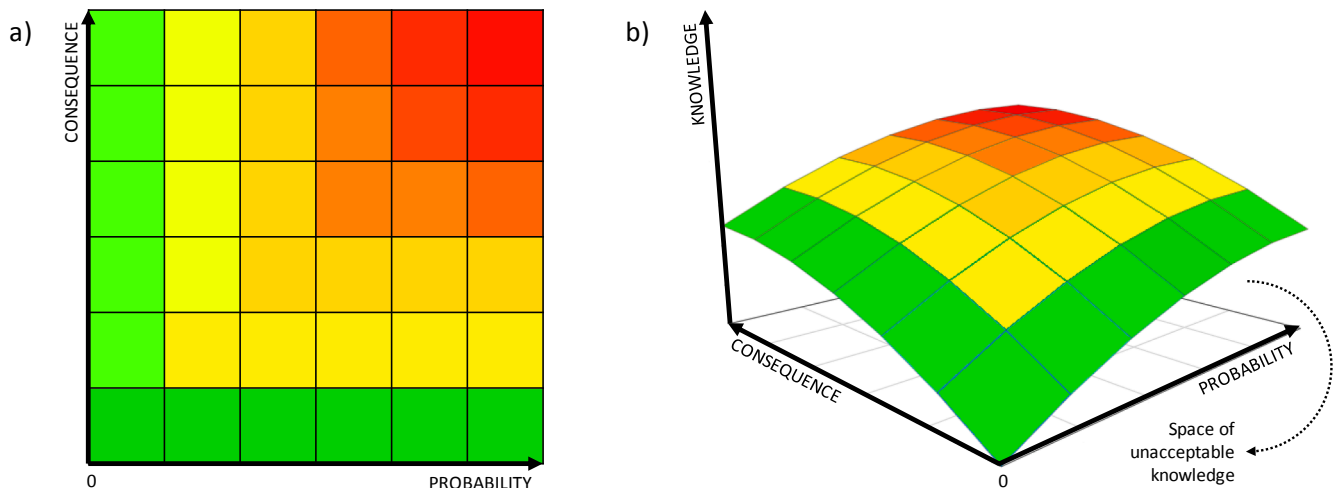 a)
CONSEQUENCE
0
PROBABILITY
b)
KNOWLEDGE
CONSEQUENCE
PROBABILITY
0
Space of
unacceptable
knowledge